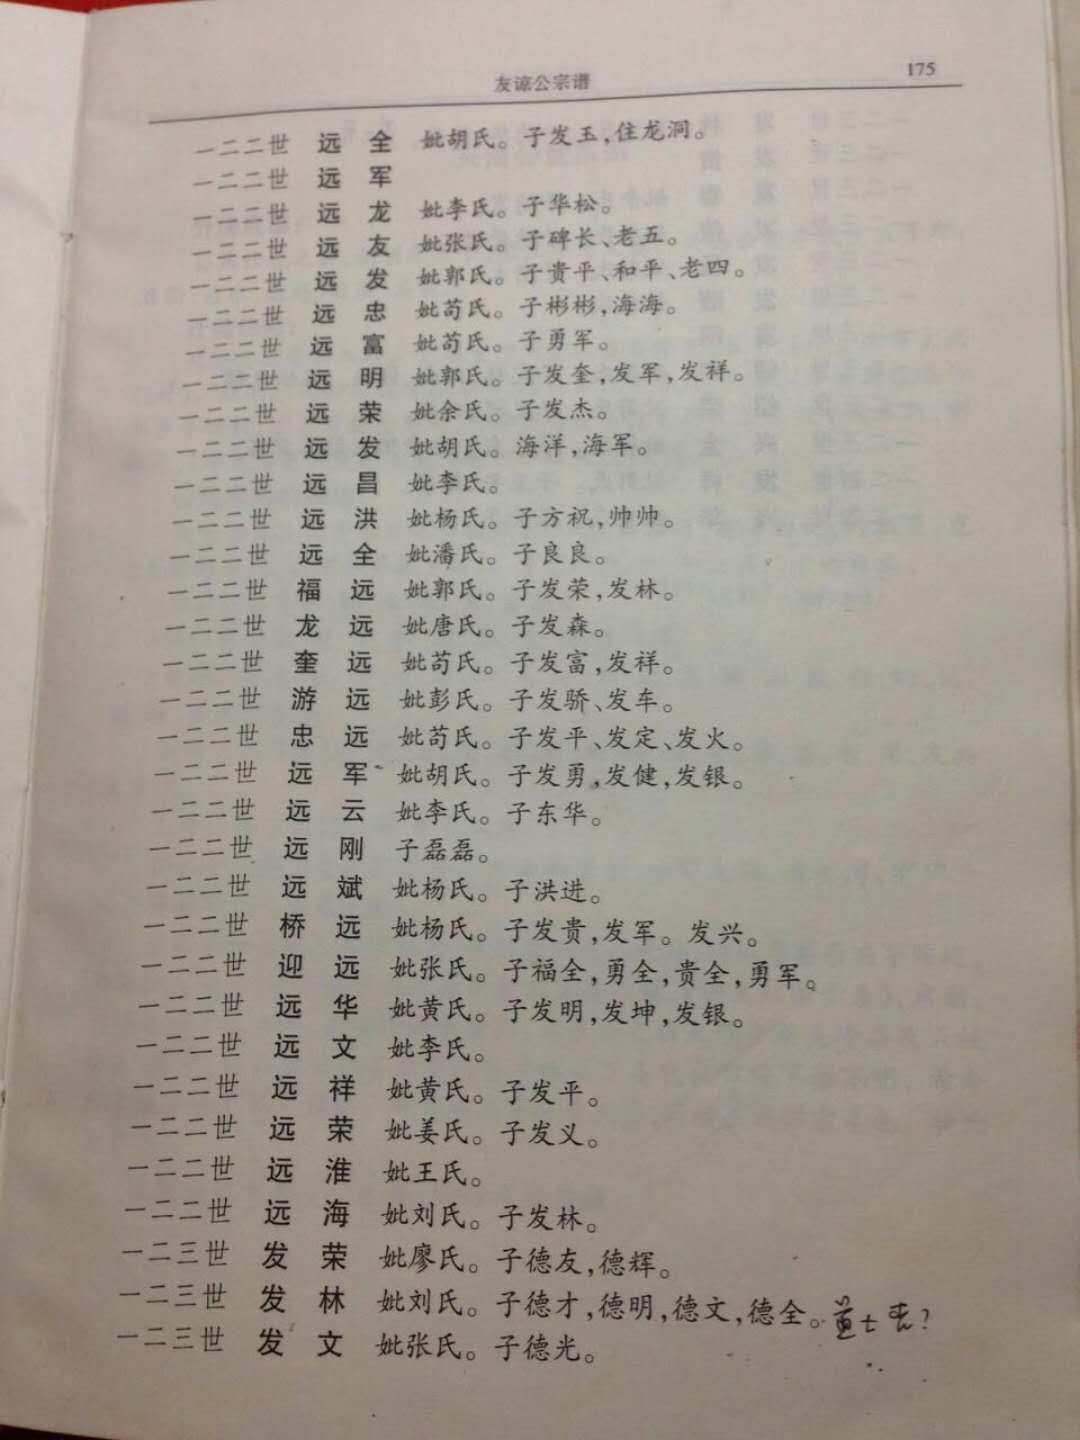 友谅公宗谱 175
一二二世 远 全 妣胡氏。子发玉,住龙洞。
一二二世 远 军
一二二世 远 龙 妣李氏。子华松。
一二二世 远 友 妣张氏。子碑长、老五。
一二二世 远 发 妣郭氏。子贵平、和平、老四。
一二二世 远 忠 妣苟氏。子彬彬,海海。
一二二世 远 富 妣苟氏。子勇军。
一二二世 远 明 妣郭氏。子发奎,发军,发祥。
一二二世 远 荣 妣余氏。子发杰。
一二二世 远 发 妣胡氏。海洋,海军。
一二二世 远 昌 妣李氏。
一二二世 远 洪 妣杨氏。子方祝,帅帅。
一二二世 远 全 妣潘氏。子良良。
一二二世 福 远 妣郭氏。子发荣,发林。
一二二世 龙 远 妣唐氏。子发森。
一二二世 奎 远 妣苟氏。子发富,发祥。
一二二世 游 远 妣彭氏。子发骄、发车。
一二二世 忠 远 妣苟氏。子发平、发定、发火。
一二二世 远 军 妣胡氏。子发勇,发健,发银。
一二二世 远 云 妣李氏。子东华。
一二二世 远 刚 子磊磊。
一二二世 远 斌 妣杨氏。子洪进。
一二二世 桥 远 妣杨氏。子发贵,发军。发兴。
一二二世 迎 远 妣张氏。子福全,勇全,贵全,勇军。
一二二世 远 华 妣黄氏。子发明,发坤,发银。
一二二世 远 文 妣李氏。
一二二世 远 祥 妣黄氏。子发平。
一二二世 远 荣 妣姜氏。子发义。
一二二世 远 淮 妣王氏。
一二二世 远 海 妣刘氏。子发林。
一二三世 发 荣 妣廖氏。子德友,德辉。
一二三世 发 林 妣刘氏。子德才,德明,德文,德全。
一二三世 发 文 妣张氏。子德光。